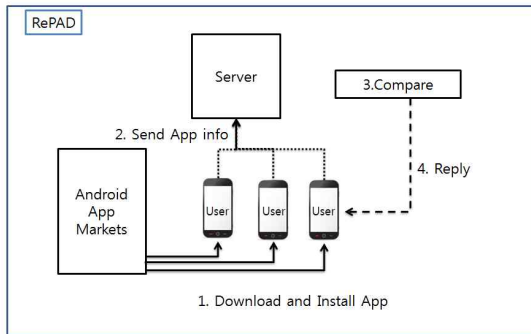 RePAD
Server
3.Compare
2. Send App info
4. Reply
Android
App
Markets
User
User
User
1. Download and Install App